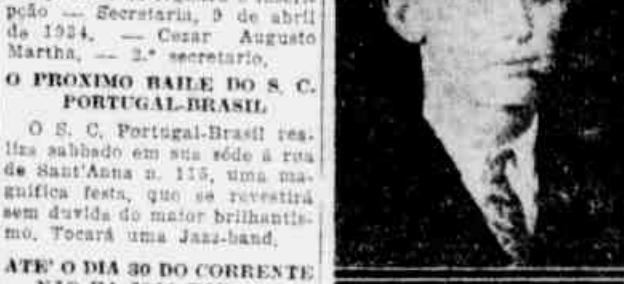 pção — Secretaria, 9 de abril
de 1934. — Cezar Augusto
Martha, — 2.º secretario.
O PROXIMO BAILE DO S. C.
PORTUGAL-BRASIL
O S. C. Portugal-Brasil rea-
liza sabbado em sua séde á rua
de Sant'Anna n. 115, uma ma-
gnifica festa, que se revestirá
sem duvida do maior brilhantis-
mo. Tocará uma Jazz-band.
ATE' O DIA 30 DO CORRENTE